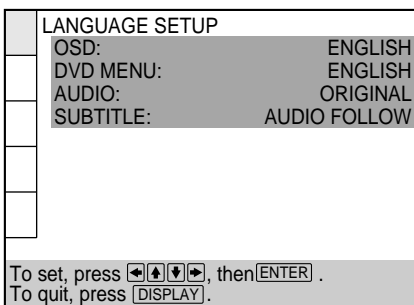 LANGUAGE SETUP
OSD: ENGLISH
DVD MENU: ENGLISH
AUDIO: ORIGINAL
SUBTITLE: AUDIO FOLLOW
To set, press ←↑↓→, then ENTER .
To quit, press DISPLAY.